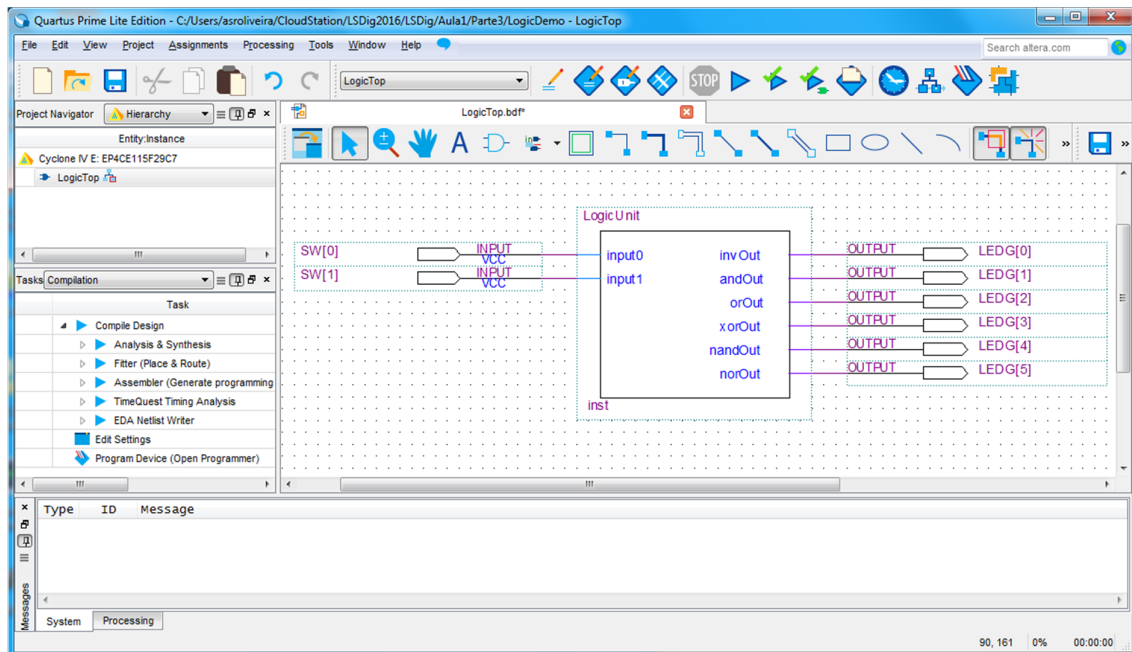 Quartus Prime Lite Edition - C:/Users/asroliveira/CloudStation/LSDig2016/LSDig/Aula1/Parte3/LogicDemo - LogicTop
File Edit View Project Assignments Processing Tools Window Help
Search altera.com
LogicTop
STOP
Project Navigator
Hierarchy
Entity:Instance
Cyclone IV E: EP4CE115F29C7
LogicTop
Tasks
Compilation
Task
Compile Design
Analysis & Synthesis
Fitter (Place & Route)
Assembler (Generate programming
TimeQuest Timing Analysis
EDA Netlist Writer
Edit Settings
Program Device (Open Programmer)
LogicTop.bdf*
A
LogicUnit
SW[0]
INPUT
VCC
SW[1]
INPUT
VCC
input0
input1
invOut
andOut
orOut
xorOut
nandOut
norOut
inst
OUTPUT LEDG[0]
OUTPUT LEDG[1]
OUTPUT LEDG[2]
OUTPUT LEDG[3]
OUTPUT LEDG[4]
OUTPUT LEDG[5]
Type ID Message
Messages
System Processing
90, 161 0% 00:00:00